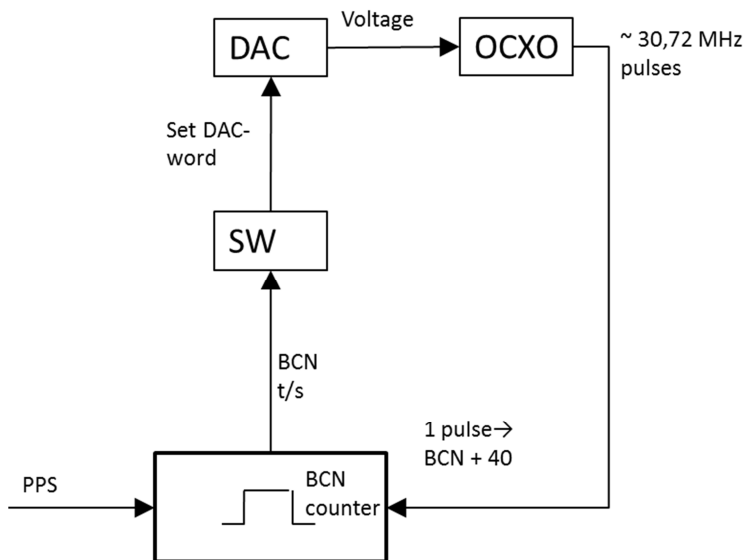 Voltage
DAC
OCXO
~ 30,72 MHz
pulses
Set DAC-
word
SW
BCN
t/s
1 pulse→
BCN + 40
PPS
BCN
counter